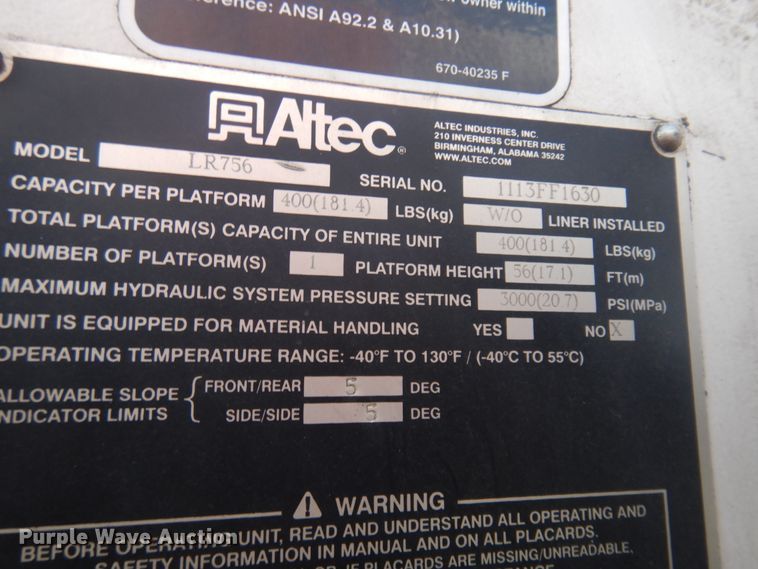 owner within
reference: ANSI A92.2 & A10.31)
670-40235 F
Altec
ALTEC INDUSTRIES, INC.
210 INVERNESS CENTER DRIVE
BIRMINGHAM, ALABAMA 35242
WWW.ALTEC.COM
MODEL LR756 SERIAL NO. 1113FF1630
CAPACITY PER PLATFORM 400(181.4) LBS(kg) W/O LINER INSTALLED
TOTAL PLATFORM(S) CAPACITY OF ENTIRE UNIT 400(181.4) LBS(kg)
NUMBER OF PLATFORM(S) 1 PLATFORM HEIGHT 56(17.1) FT(m)
MAXIMUM HYDRAULIC SYSTEM PRESSURE SETTING 3000(20.7) PSI(MPa)
UNIT IS EQUIPPED FOR MATERIAL HANDLING YES NO X
OPERATING TEMPERATURE RANGE: -40°F TO 130°F / (-40°C TO 55°C)
ALLOWABLE SLOPE FRONT/REAR 5 DEG
INDICATOR LIMITS SIDE/SIDE 5 DEG
WARNING
BEFORE OPERATING UNIT, READ AND UNDERSTAND ALL OPERATING AND
SAFETY INFORMATION IN MANUAL AND ON ALL PLACARDS.
OR IF PLACARDS ARE MISSING/UNREADABLE,
Purple Wave Auction